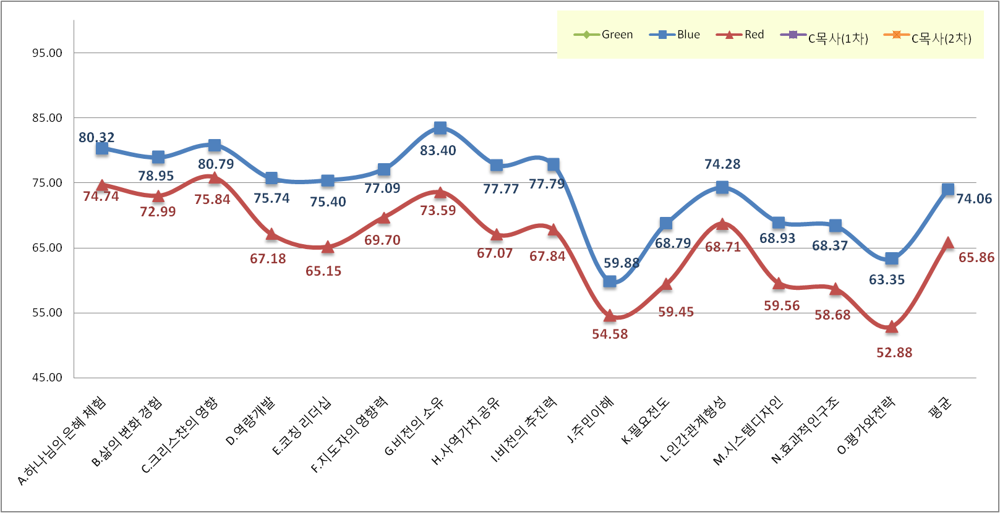 Green Blue Red C목사(1차) C목사(2차)
95.00
85.00
75.00
65.00
55.00
45.00
80.32 78.95 80.79 75.74 75.40 77.09 83.40 77.77 77.79 59.88 68.79 74.28 68.93 68.37 63.35 74.06
74.74 72.99 75.84 67.18 65.15 69.70 73.59 67.07 67.84 54.58 59.45 68.71 59.56 58.68 52.88 65.86
A.하나님의 은혜 체험
B.삶의 변화 경험
C.크리스찬의 영향
D.역량개발
E.코칭 리더십
F.지도자의 영향력
G.비전의 소유
H.사역가치 공유
I.비전의 추진력
J.주민이해
K.필요전도
L.인간관계형성
M.시스템디자인
N.효과적인구조
O.평가와전략
평균